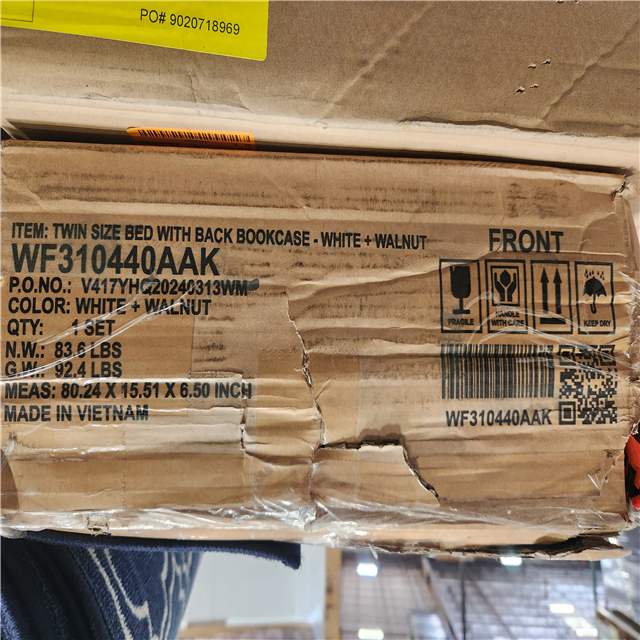 PO# 9020718969
ITEM: TWIN SIZE BED WITH BACK BOOKCASE - WHITE + WALNUT
WF310440AAK
P.O.NO.: V417YHC20240313WM
COLOR: WHITE + WALNUT
QTY: 1 SET
N.W.: 83.6 LBS
G.W.: 92.4 LBS
MEAS: 80.24 X 15.51 X 6.50 INCH
MADE IN VIETNAM
FRONT
FRAGILE
HANDLE
WITH CARE
KEEP DRY
WF310440AAK